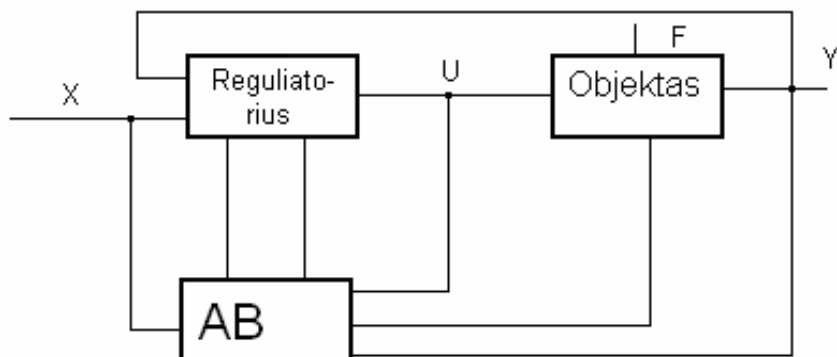 F
Y
X
Reguliato-
rius
U
Objektas
AB